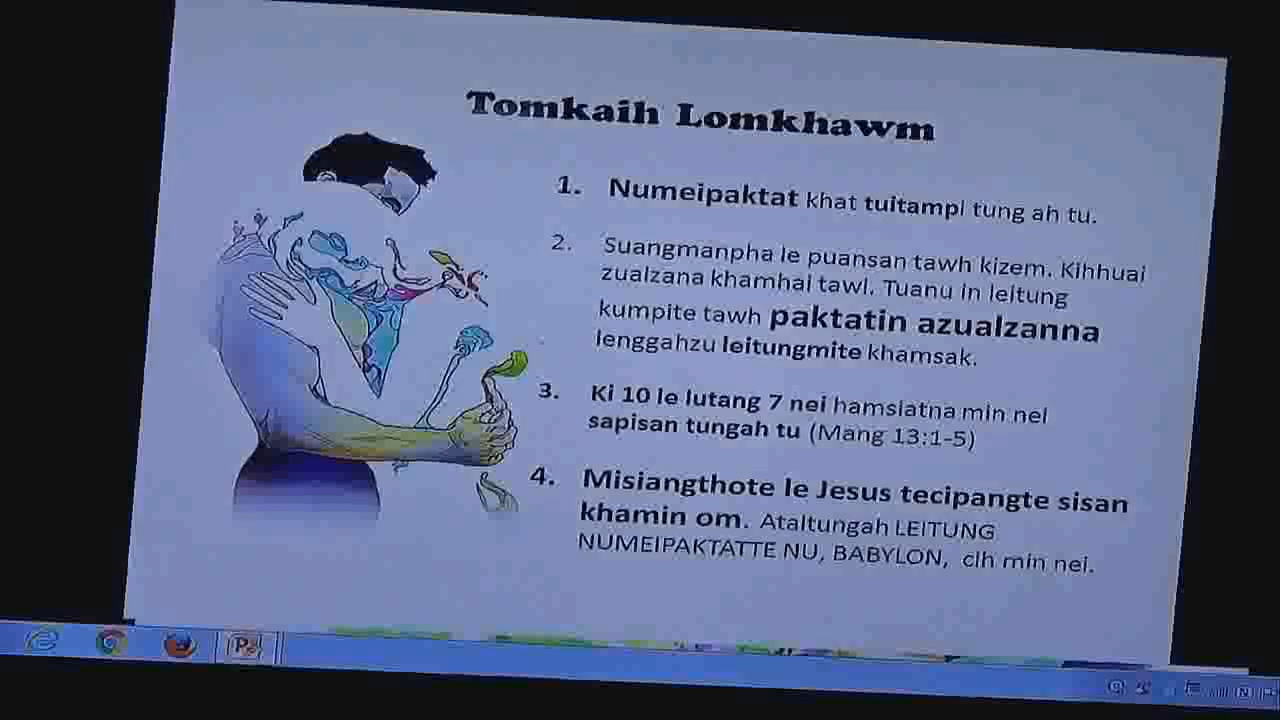 Tomkaih Lomkhawm
1. Numeipaktat khat tuitampi tung ah tu.
2. Suangmanpha le puansan tawh kizem. Kihhuai
zualzana khamhai tawi. Tuanu in leitung
kumpite tawh paktatin azualzanna
lenggahzu leitungmite khamsak.
3. Ki 10 le lutang 7 nei hamsiatna min nei
sapisan tungah tu (Mang 13:1-5)
4. Misiangthote le Jesus tecipangte sisan
khamin om. Ataltungah LEITUNG
NUMEIPAKTATTE NU, BABYLON, cih min nei.